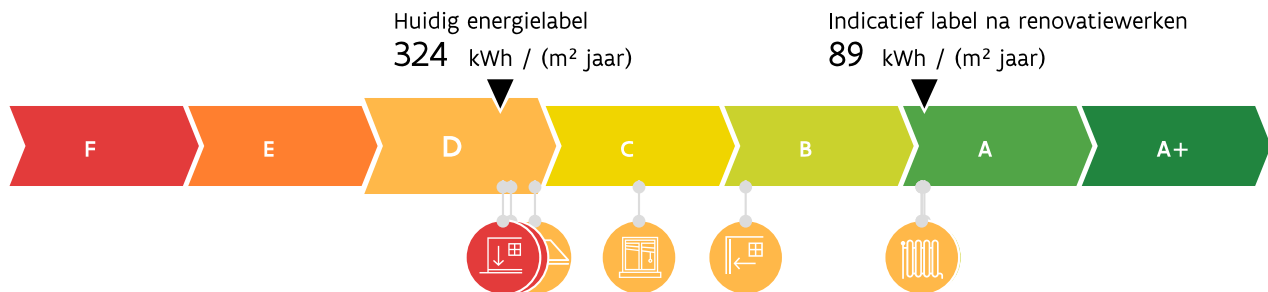 Huidig energielabel
324 kWh / (m² jaar)
Indicatief label na renovatiewerken
89 kWh / (m² jaar)
F E D C B A A+